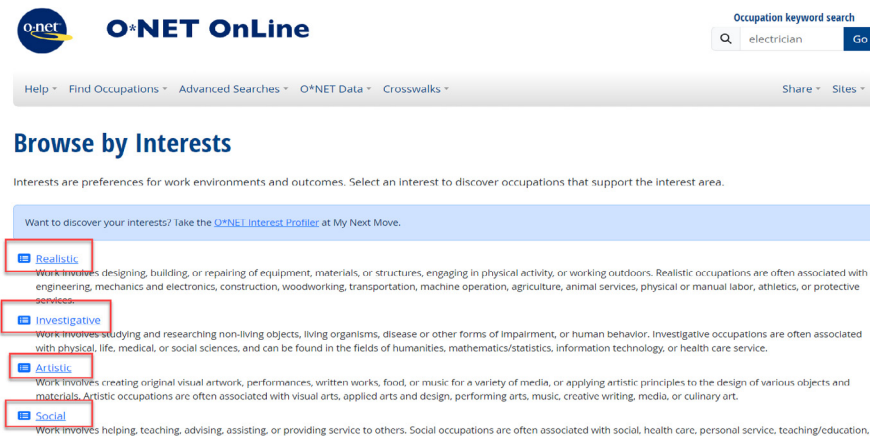 o·net
O*NET OnLine
Occupation keyword search
electrician
Go
Help Find Occupations Advanced Searches O*NET Data Crosswalks Share Sites
Browse by Interests
Interests are preferences for work environments and outcomes. Select an interest to discover occupations that support the interest area.
Want to discover your interests? Take the O*NET Interest Profiler at My Next Move.
Realistic
Work involves designing, building, or repairing of equipment, materials, or structures, engaging in physical activity, or working outdoors. Realistic occupations are often associated with
engineering, mechanics and electronics, construction, woodworking, transportation, machine operation, agriculture, animal services, physical or manual labor, athletics, or protective
services.
Investigative
Work involves studying and researching non-living objects, living organisms, disease or other forms of impairment, or human behavior. Investigative occupations are often associated
with physical, life, medical, or social sciences, and can be found in the fields of humanities, mathematics/statistics, information technology, or health care service.
Artistic
Work involves creating original visual artwork, performances, written works, food, or music for a variety of media, or applying artistic principles to the design of various objects and
materials. Artistic occupations are often associated with visual arts, applied arts and design, performing arts, music, creative writing, media, or culinary art.
Social
Work involves helping, teaching, advising, assisting, or providing service to others. Social occupations are often associated with social, health care, personal service, teaching/education,